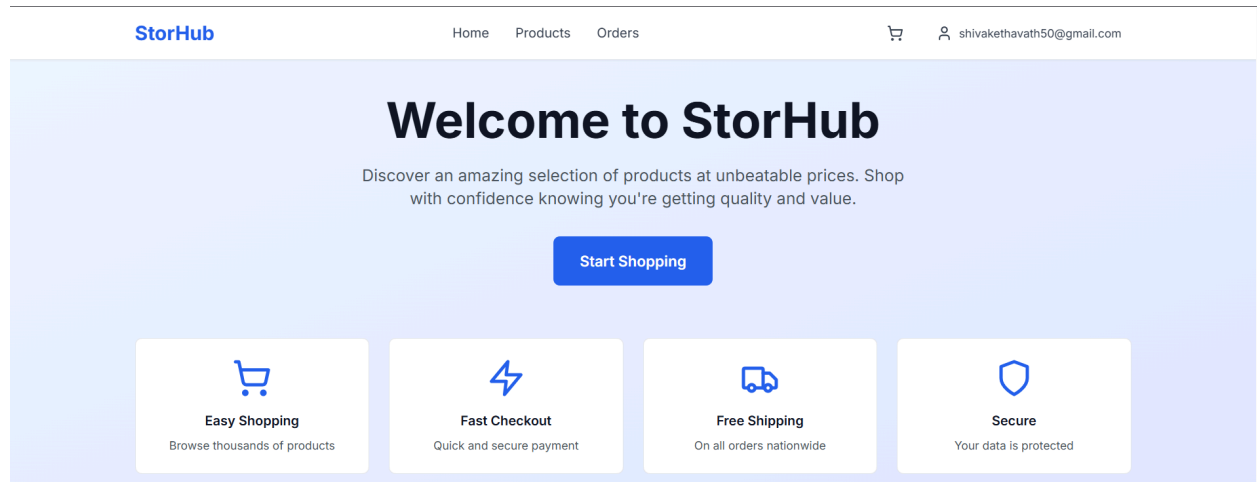 StorHub
Home Products Orders
shivakethavath50@gmail.com
Welcome to StorHub
Discover an amazing selection of products at unbeatable prices. Shop
with confidence knowing you're getting quality and value.
Start Shopping
Easy Shopping
Browse thousands of products
Fast Checkout
Quick and secure payment
Free Shipping
On all orders nationwide
Secure
Your data is protected